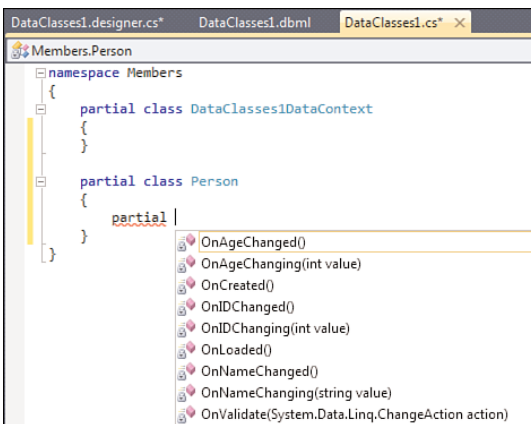 DataClasses1.designer.cs* DataClasses1.dbml DataClasses1.cs* ×
Members.Person
namespace Members
{
partial class DataClasses1DataContext
{
}
partial class Person
{
partial
}
}
OnAgeChanged()
OnAgeChanging(int value)
OnCreated()
OnIDChanged()
OnIDChanging(int value)
OnLoaded()
OnNameChanged()
OnNameChanging(string value)
OnValidate(System.Data.Linq.ChangeAction action)